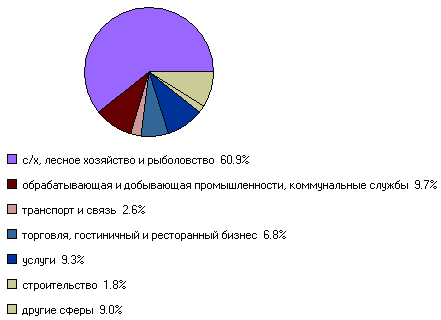 с/х, лесное хозяйство и рыболовство 60.9%
обрабатывающая и добывающая промышленности, коммунальные службы 9.7%
транспорт и связь 2.6%
торговля, гостиничный и ресторанный бизнес 6.8%
услуги 9.3%
строительство 1.8%
другие сферы 9.0%